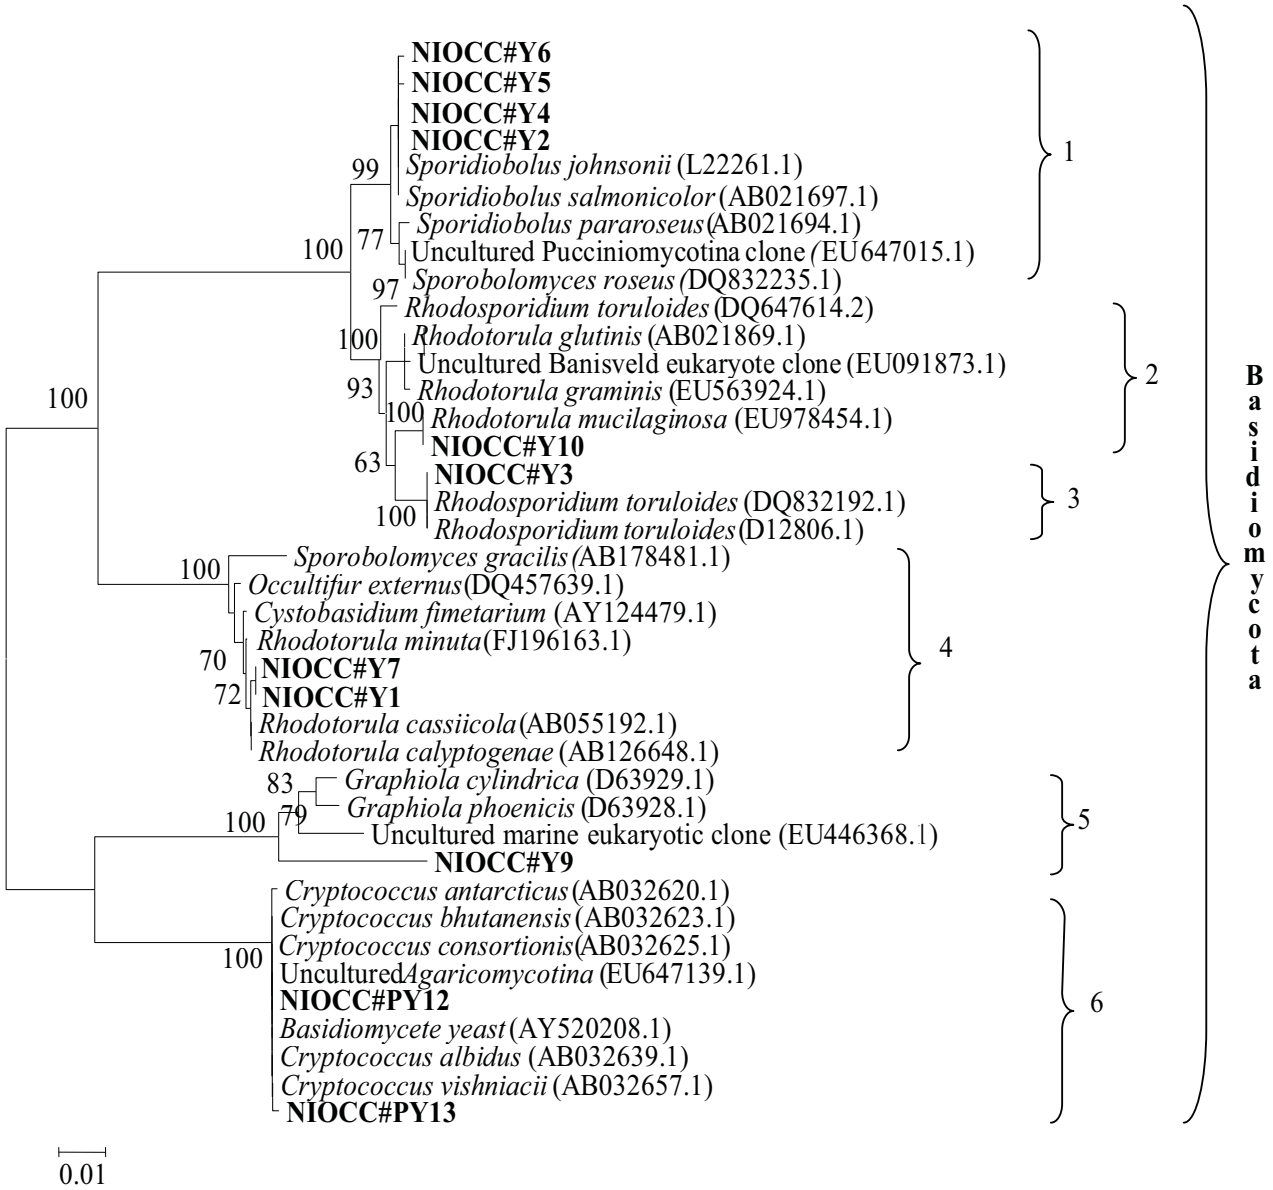 NIOCC#Y6
NIOCC#Y5
NIOCC#Y4
NIOCC#Y2
Sporidiobolus johnsonii (L22261.1)
1
99
Sporidiobolus salmonicolor (AB021697.1)
Sporidiobolus pararoseus(AB021694.1)
77
100
Uncultured Pucciniomycotina clone (EU647015.1)
Sporobolomyces roseus (DQ832235.1)
97
Rhodosporidium toruloides (DQ647614.2)
100
Rhodotorula glutinis (AB021869.1)
Uncultured Banisveld eukaryote clone (EU091873.1)
2
93
Rhodotorula graminis (EU563924.1)
100
100
Rhodotorula mucilaginosa (EU978454.1)
NIOCC#Y10
63
NIOCC#Y3
Rhodosporidium toruloides (DQ832192.1)
3
100
Rhodosporidium toruloides (D12806.1)
Sporobolomyces gracilis (AB178481.1)
100
Occultifur externus(DQ457639.1)
Cystobasidium fimetarium (AY124479.1)
Rhodotorula minuta(FJ196163.1)
4
70
NIOCC#Y7
72
NIOCC#Y1
Rhodotorula cassiicola(AB055192.1)
Rhodotorula calyptogenae (AB126648.1)
83
Graphiola cylindrica (D63929.1)
Graphiola phoenicis (D63928.1)
79
100
Uncultured marine eukaryotic clone (EU446368.1)
5
NIOCC#Y9
Cryptococcus antarcticus (AB032620.1)
Cryptococcus bhutanensis (AB032623.1)
Cryptococcus consortionis(AB032625.1)
100
UnculturedAgaricomycotina (EU647139.1)
NIOCC#PY12
6
Basidiomycete yeast (AY520208.1)
Cryptococcus albidus (AB032639.1)
Cryptococcus vishniacii (AB032657.1)
NIOCC#PY13
Basidiomycota
0.01